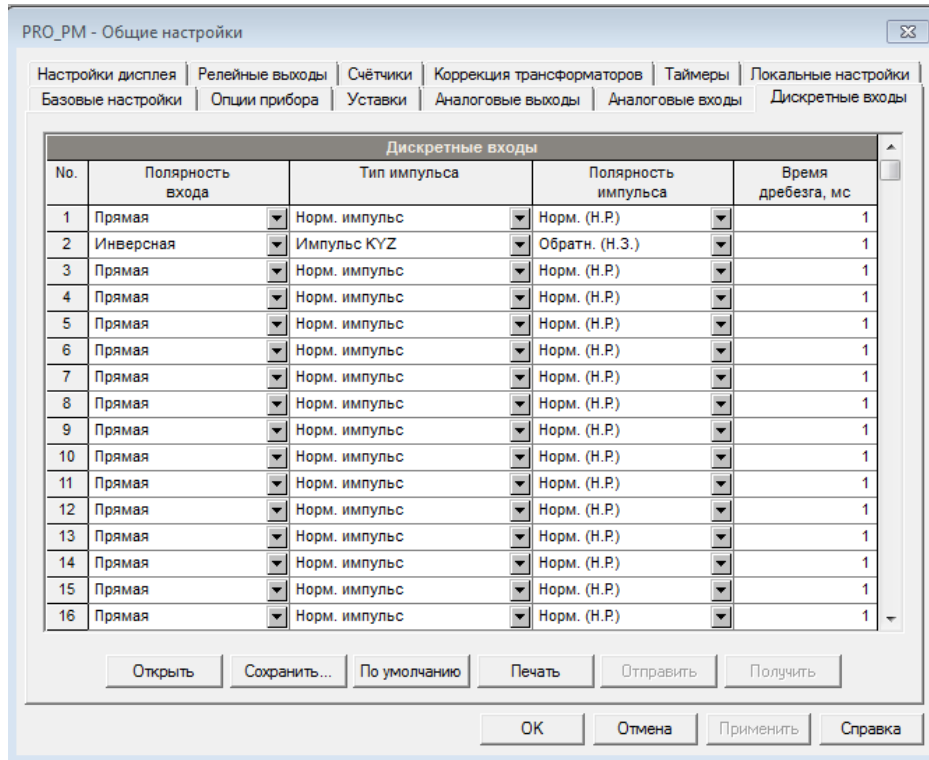 PRO_PM - Общие настройки
Настройки дисплея Релейные выходы Счётчики Коррекция трансформаторов Таймеры Локальные настройки
Базовые настройки Опции прибора Уставки Аналоговые выходы Аналоговые входы Дискретные входы
Дискретные входы
No. Полярность Тип импульса Полярность Время
входа импульса дребезга, мс
1 Прямая Норм. импульс Норм. (Н.Р.) 1
2 Инверсная Импульс KYZ Обратн. (Н.З.) 1
3 Прямая Норм. импульс Норм. (Н.Р.) 1
4 Прямая Норм. импульс Норм. (Н.Р.) 1
5 Прямая Норм. импульс Норм. (Н.Р.) 1
6 Прямая Норм. импульс Норм. (Н.Р.) 1
7 Прямая Норм. импульс Норм. (Н.Р.) 1
8 Прямая Норм. импульс Норм. (Н.Р.) 1
9 Прямая Норм. импульс Норм. (Н.Р.) 1
10 Прямая Норм. импульс Норм. (Н.Р.) 1
11 Прямая Норм. импульс Норм. (Н.Р.) 1
12 Прямая Норм. импульс Норм. (Н.Р.) 1
13 Прямая Норм. импульс Норм. (Н.Р.) 1
14 Прямая Норм. импульс Норм. (Н.Р.) 1
15 Прямая Норм. импульс Норм. (Н.Р.) 1
16 Прямая Норм. импульс Норм. (Н.Р.) 1
Открыть Сохранить... По умолчанию Печать Отправить Получить
OK Отмена Применить Справка